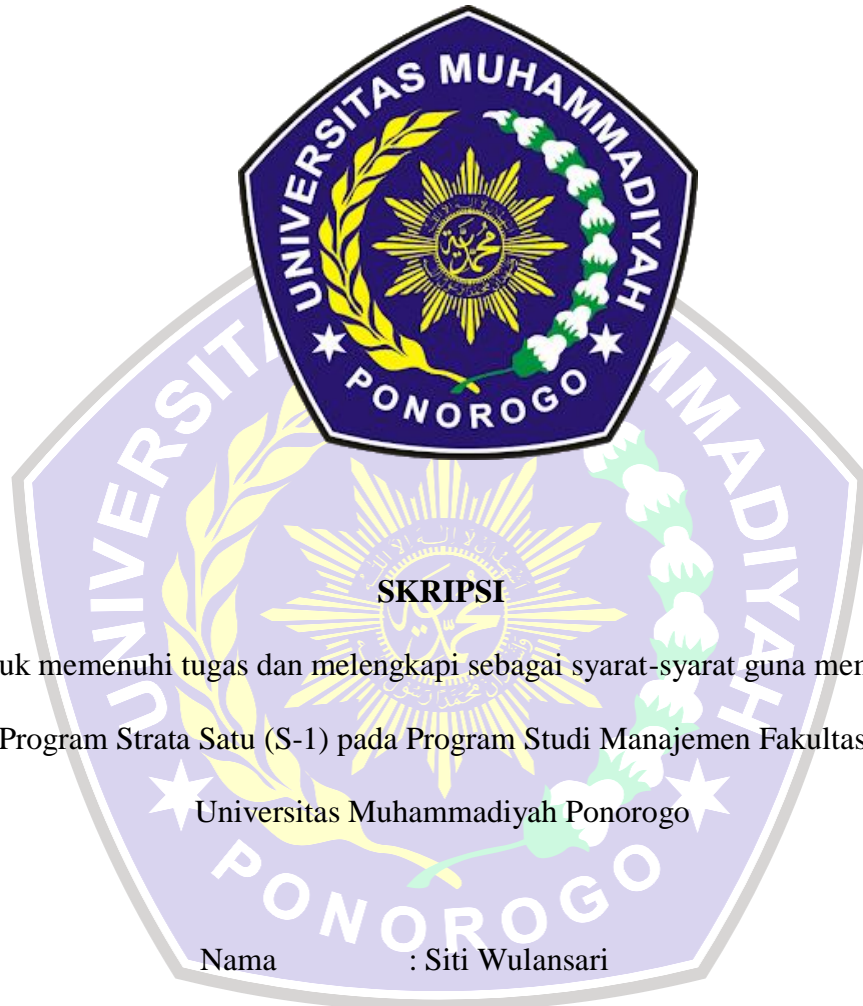 UNIVERSITAS MUHAMMADIYAH
PONOROGO
SKRIPSI
uk memenuhi tugas dan melengkapi sebagai syarat-syarat guna men
Program Strata Satu (S-1) pada Program Studi Manajemen Fakultas
Universitas Muhammadiyah Ponorogo
Nama : Siti Wulansari